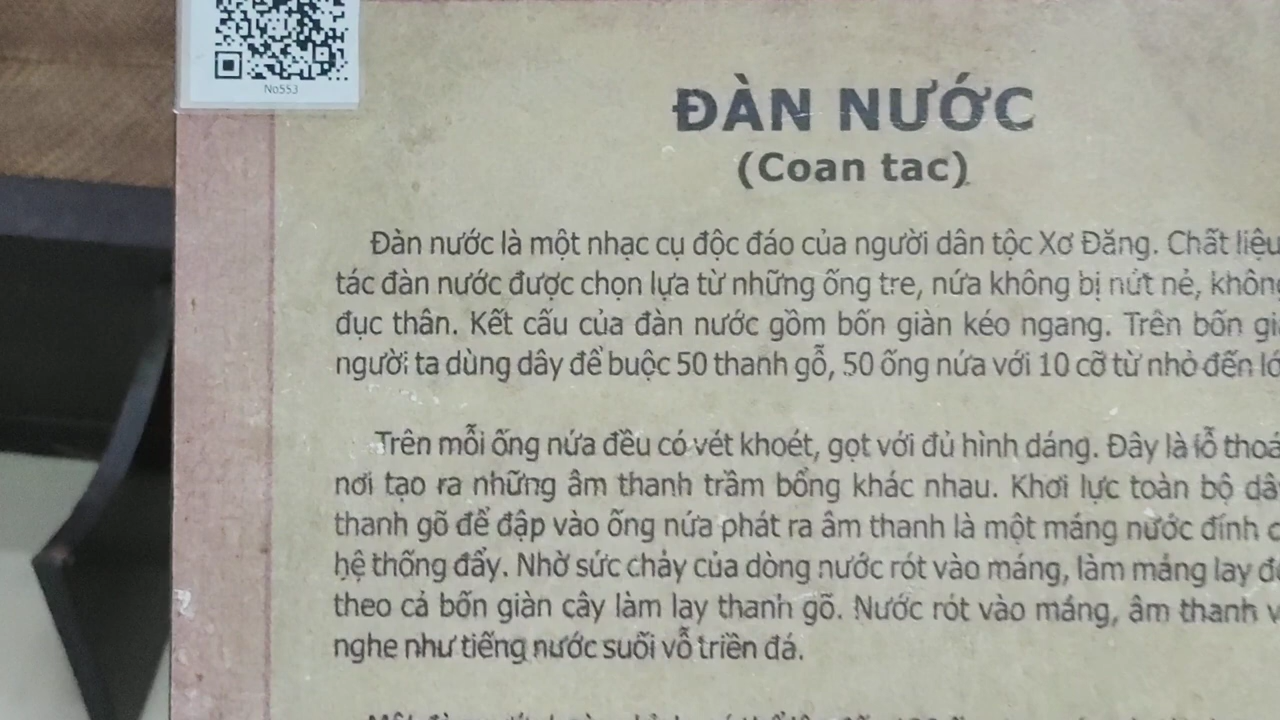 No553
ĐÀN NƯỚC
(Coan tac)
Đàn nước là một nhạc cụ độc đáo của người dân tộc Xơ Đăng. Chất liệu
tác đàn nước được chọn lựa từ những ống tre, nứa không bị nứt nẻ, không
đục thân. Kết cấu của đàn nước gồm bốn giàn kéo ngang. Trên bốn
người ta dùng dây để buộc 50 thanh gỗ, 50 ống nứa với 10 cỡ từ nhỏ đến
Trên mỗi ống nứa đều có vét khoét, gọt với đủ hình dáng. Đây là lỗ
nơi tạo ra những âm thanh trầm bổng khác nhau. Khơi lực toàn bộ
thanh gõ để đập vào ống nứa phát ra âm thanh là một máng nước đính
hệ thống đẩy. Nhờ sức chảy của dòng nước rót vào máng, làm máng lay
theo cả bốn giàn cây làm lay thanh gõ. Nước rót vào máng, âm thanh
nghe như tiếng nước suối vỗ triền đá.